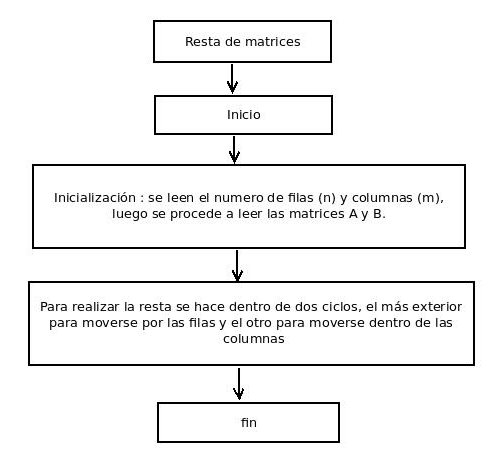 Resta de matrices
Inicio
Inicialización : se leen el numero de filas (n) y columnas (m),
luego se procede a leer las matrices A y B.
Para realizar la resta se hace dentro de dos ciclos, el más exterior
para moverse por las filas y el otro para moverse dentro de las
columnas
fin